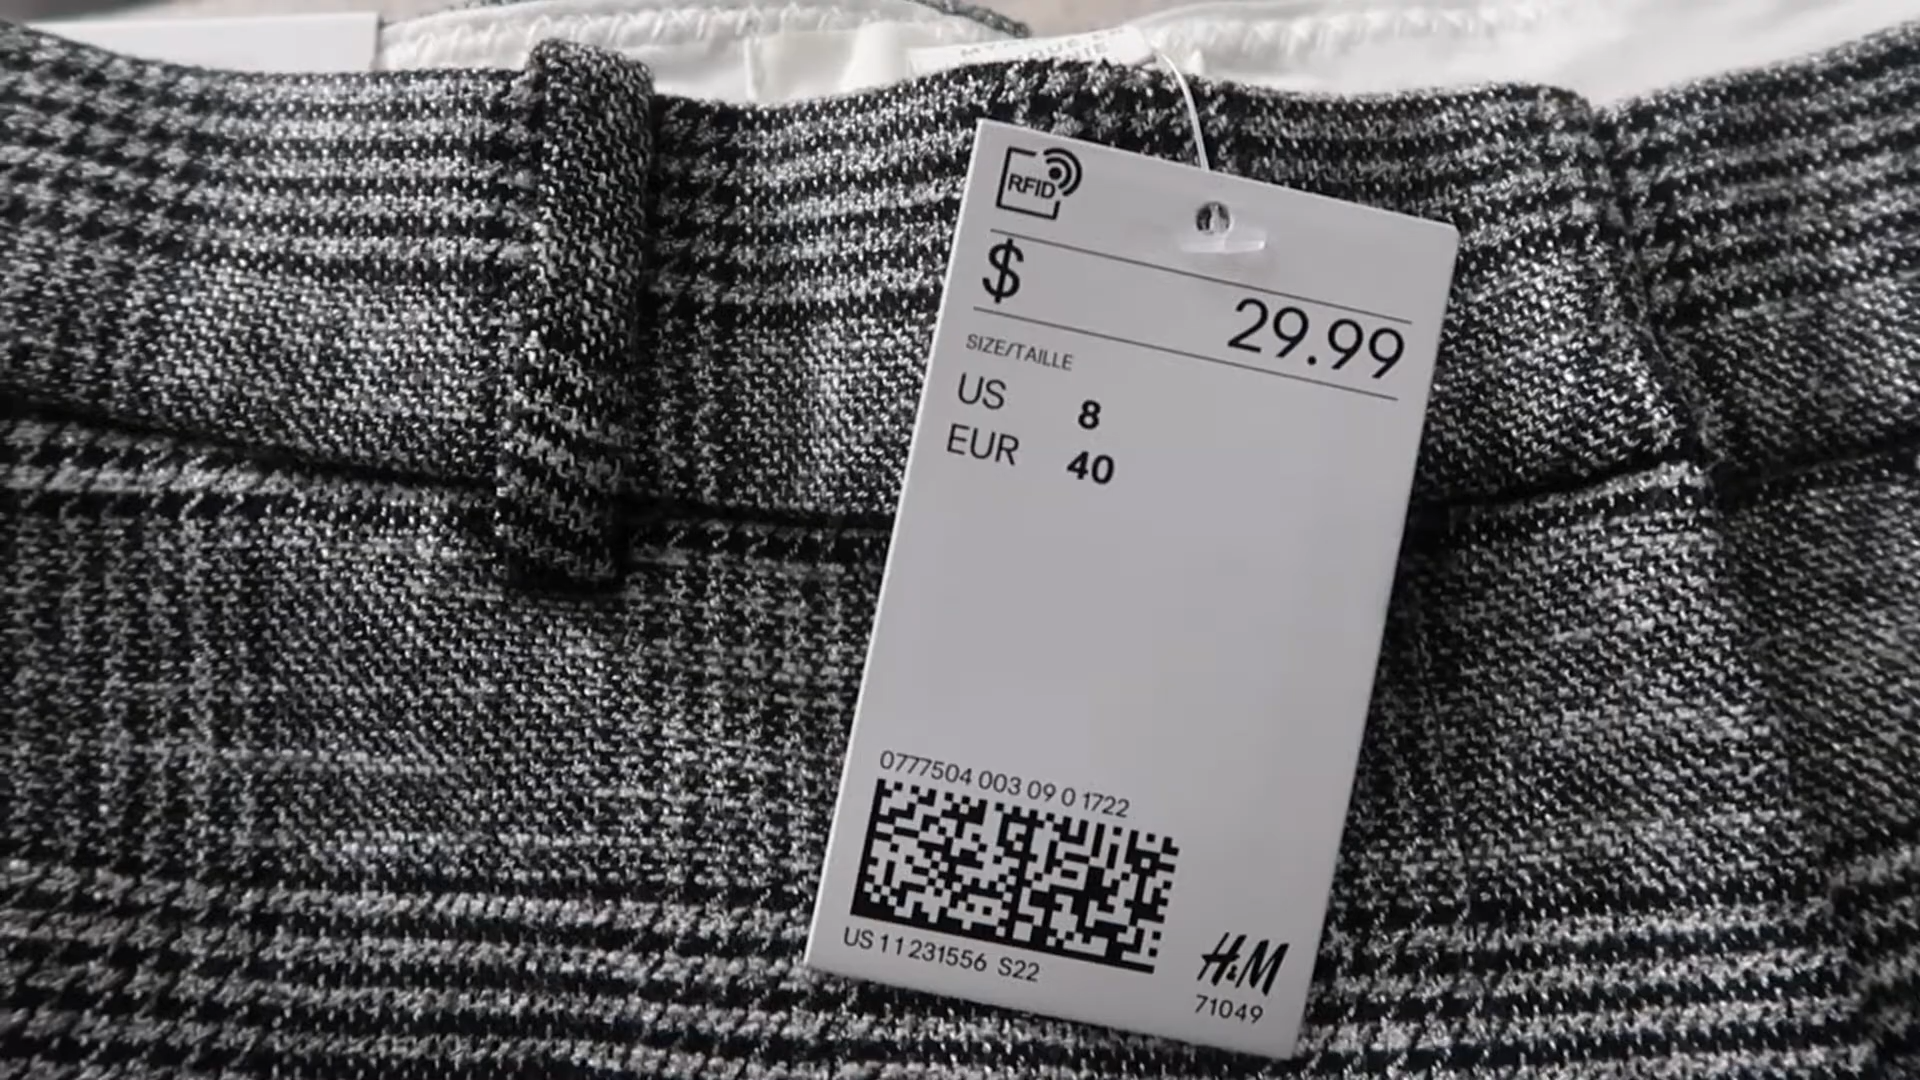 RFID
$ 29.99
SIZE/TAILLE
US 8
EUR 40
0777504 003 09 0 1722
US 11231556 S22
H&M
71049